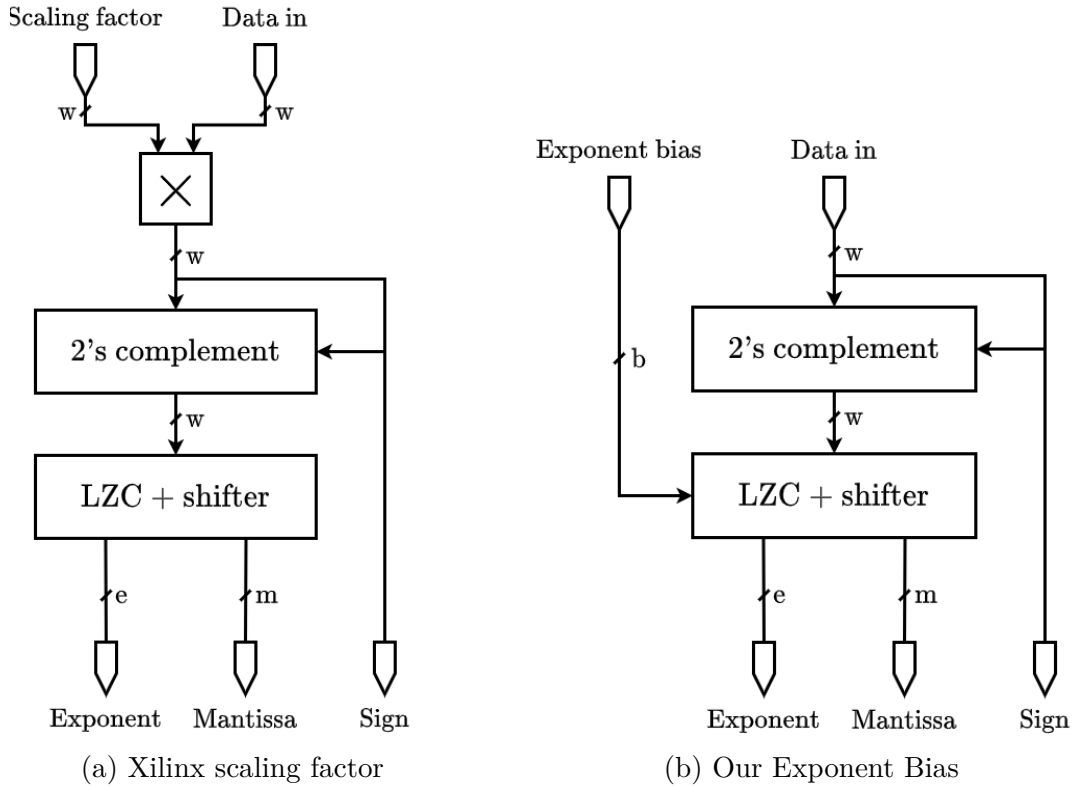 Scaling factor
Data in
w
w
w
2's complement
w
LZC + shifter
e
m
Exponent
Mantissa
Sign
(a) Xilinx scaling factor
Exponent bias
Data in
w
2's complement
b
w
LZC + shifter
e
m
Exponent
Mantissa
Sign
(b) Our Exponent Bias